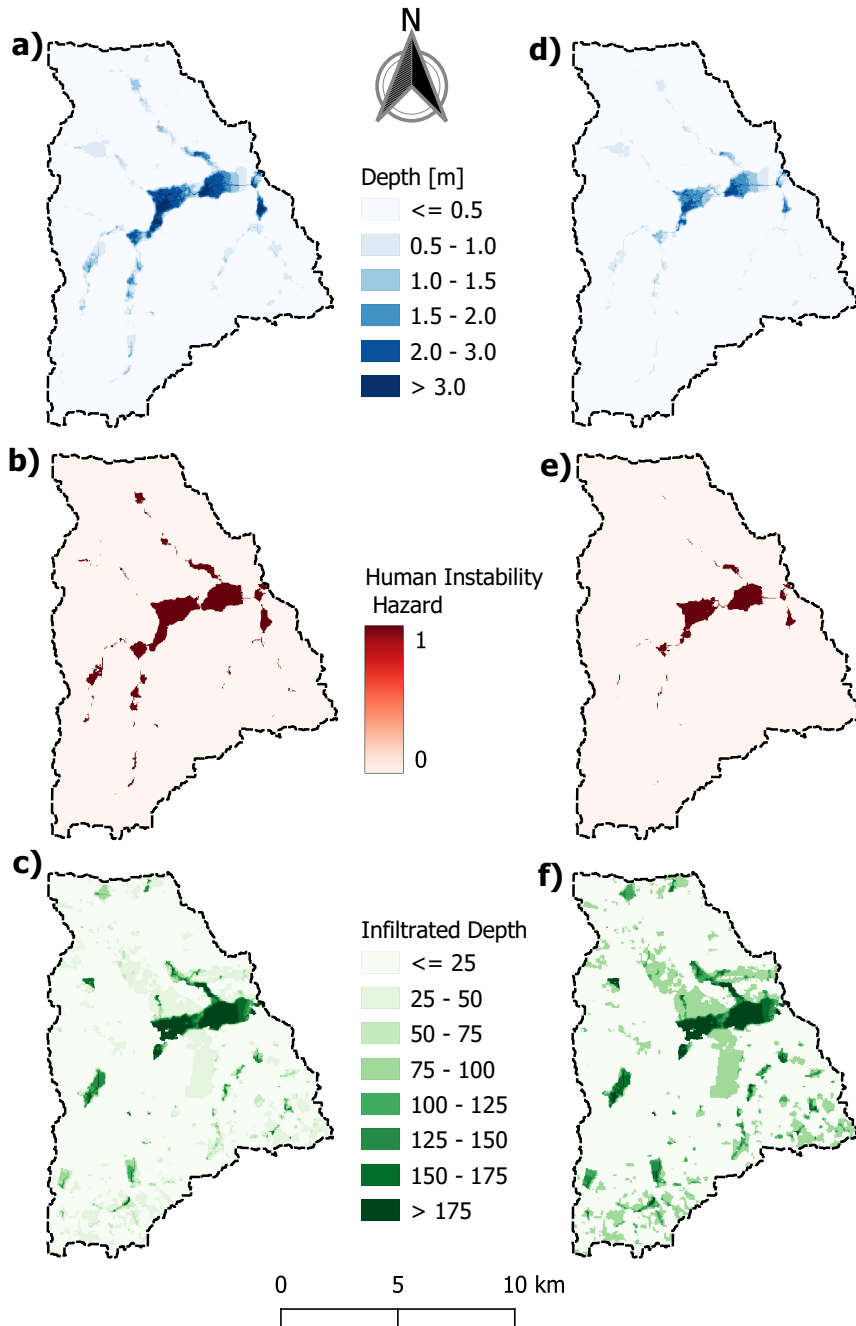 N
a)
d)
Depth [m]
<= 0.5
0.5 - 1.0
1.0 - 1.5
1.5 - 2.0
2.0 - 3.0
> 3.0
b)
e)
Human Instability
Hazard
1
0
c)
f)
Infiltrated Depth
<= 25
25 - 50
50 - 75
75 - 100
100 - 125
125 - 150
150 - 175
> 175
0 5 10 km